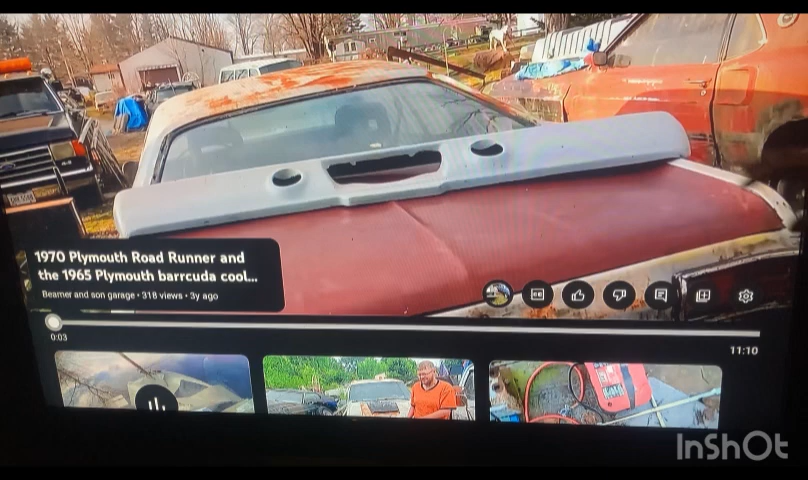 1970 Plymouth Road Runner and
the 1965 Plymouth barrcuda cool...
Beamer and son garage • 318 views • 3y ago
0:03
11:10
InShOt